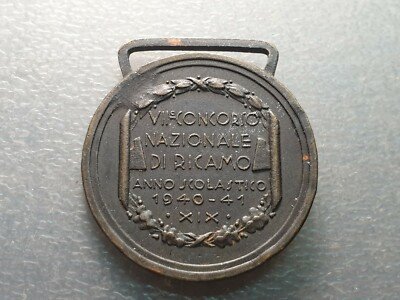 VII° CONCORSO
NAZIONALE
DI RICAMO
ANNO SCOLASTICO
1940-41
·XIX·